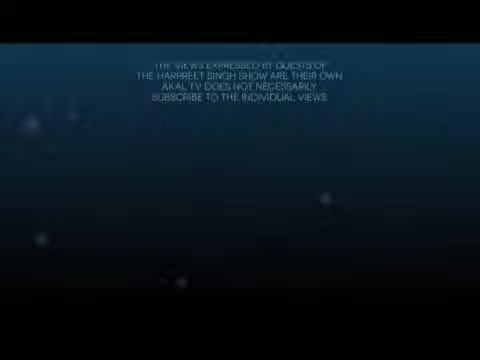 THE VIEWS EXPRESSED BY GUESTS OF
THE HARPREET SINGH SHOW ARE THEIR OWN
AKAL TV DOES NOT NECESSARILY
SUBSCRIBE TO THE INDIVIDUAL VIEWS